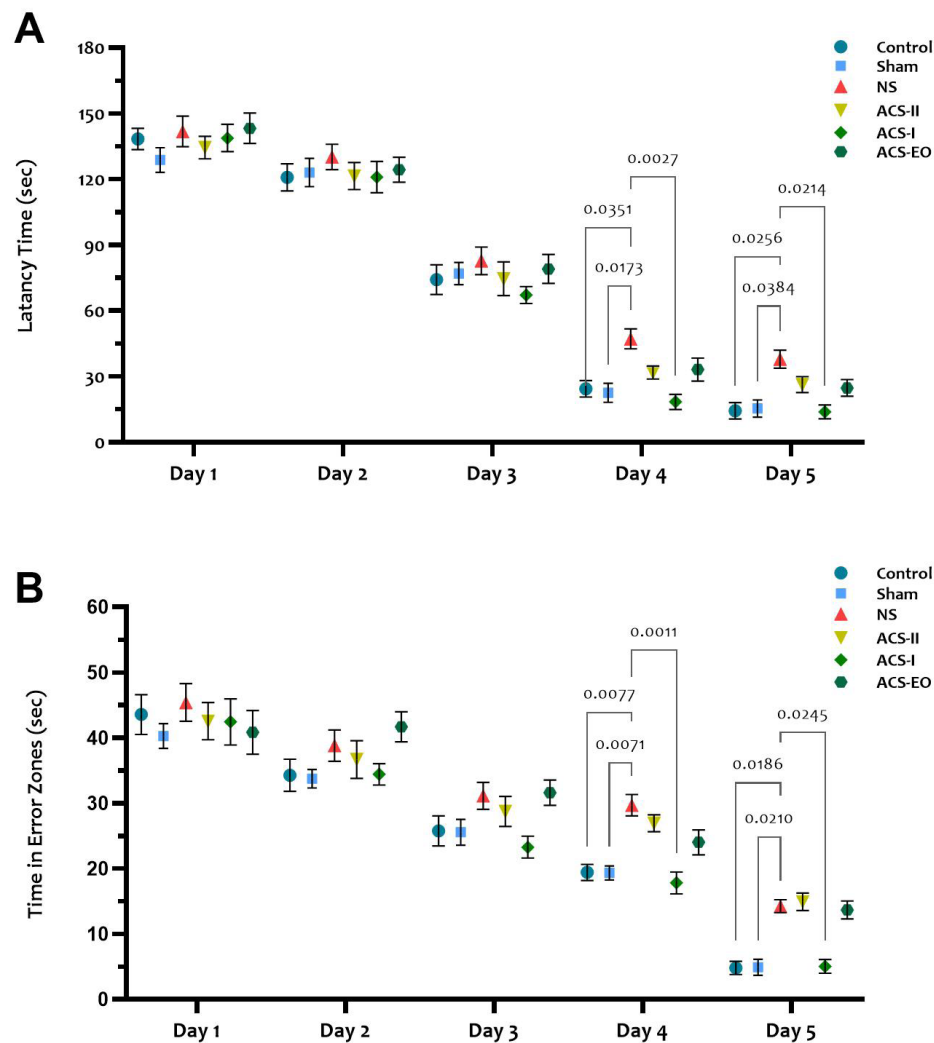 A
180
150
120
90
60
30
0
Latancy Time (sec)
Control
Sham
NS
ACS-II
ACS-I
ACS-EO
0.0027
0.0351
0.0173
0.0214
0.0256
0.0384
Day 1
Day 2
Day 3
Day 4
Day 5
B
60
50
40
30
20
10
0
Time in Error Zones (sec)
Control
Sham
NS
ACS-II
ACS-I
ACS-EO
0.0011
0.0077
0.0071
0.0245
0.0186
0.0210
Day 1
Day 2
Day 3
Day 4
Day 5